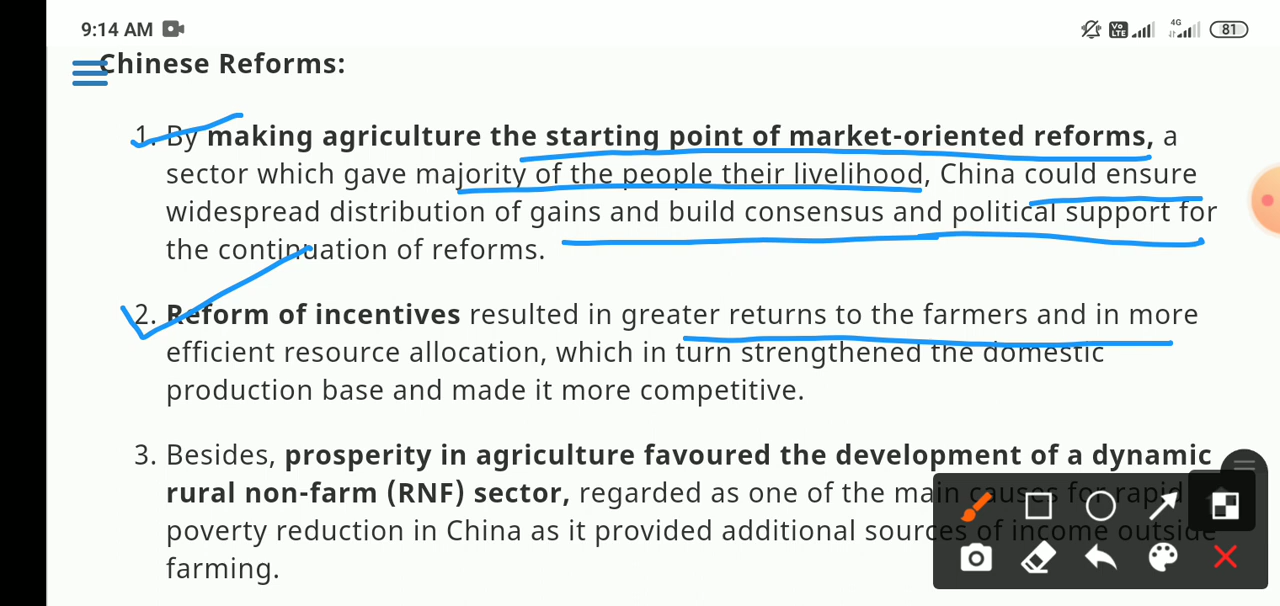 9:14 AM
Vo LTE
4G
81
Chinese Reforms:
1. By making agriculture the starting point of market-oriented reforms, a
sector which gave majority of the people their livelihood, China could ensure
widespread distribution of gains and build consensus and political support for
the continuation of reforms.
2. Reform of incentives resulted in greater returns to the farmers and in more
efficient resource allocation, which in turn strengthened the domestic
production base and made it more competitive.
3. Besides, prosperity in agriculture favoured the development of a dynamic
rural non-farm (RNF) sector, regarded as one of the main causes for rapid
poverty reduction in China as it provided additional sources of income outside
farming.